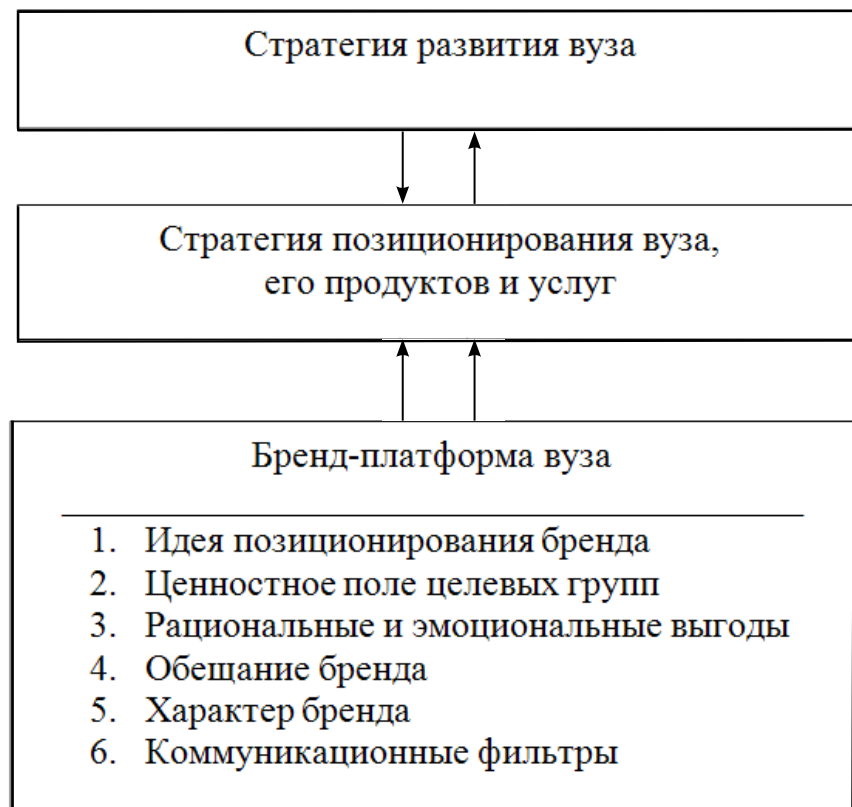 Стратегия развития вуза
Стратегия позиционирования вуза,
его продуктов и услуг
Бренд-платформа вуза
1. Идея позиционирования бренда
2. Ценностное поле целевых групп
3. Рациональные и эмоциональные выгоды
4. Обещание бренда
5. Характер бренда
6. Коммуникационные фильтры